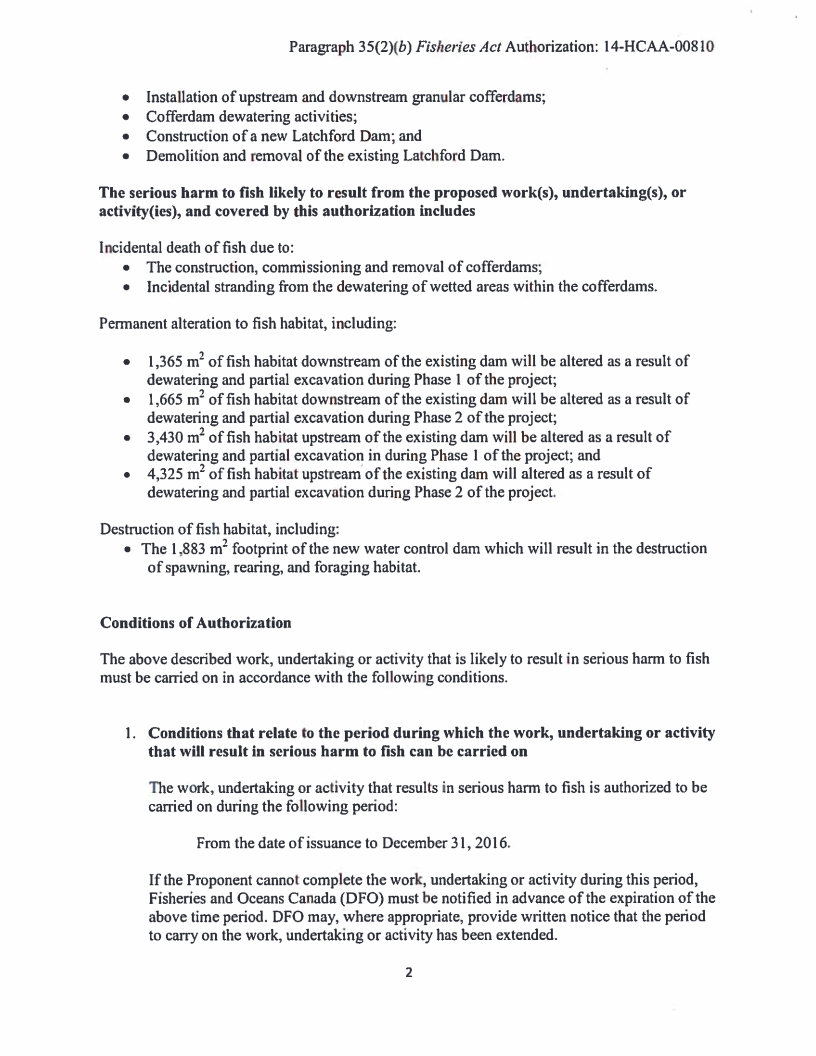 Paragraph 35(2)(b) Fisheries Act Authorization: 14-HCAA-00810
• Installation of upstream and downstream granular cofferdams;
• Cofferdam dewatering activities;
• Construction of a new Latchford Dam; and
• Demolition and removal of the existing Latchford Dam.
The serious harm to fish likely to result from the proposed work(s), undertaking(s), or
activity(ies), and covered by this authorization includes
Incidental death of fish due to:
• The construction, commissioning and removal of cofferdams;
• Incidental stranding from the dewatering of wetted areas within the cofferdams.
Permanent alteration to fish habitat, including:
• 1,365 m² of fish habitat downstream of the existing dam will be altered as a result of
dewatering and partial excavation during Phase 1 of the project;
• 1,665 m² of fish habitat downstream of the existing dam will be altered as a result of
dewatering and partial excavation during Phase 2 of the project;
• 3,430 m² of fish habitat upstream of the existing dam will be altered as a result of
dewatering and partial excavation in during Phase 1 of the project; and
• 4,325 m² of fish habitat upstream of the existing dam will altered as a result of
dewatering and partial excavation during Phase 2 of the project.
Destruction of fish habitat, including:
• The 1,883 m² footprint of the new water control dam which will result in the destruction
of spawning, rearing, and foraging habitat.
Conditions of Authorization
The above described work, undertaking or activity that is likely to result in serious harm to fish
must be carried on in accordance with the following conditions.
1. Conditions that relate to the period during which the work, undertaking or activity
that will result in serious harm to fish can be carried on
The work, undertaking or activity that results in serious harm to fish is authorized to be
carried on during the following period:
From the date of issuance to December 31, 2016.
If the Proponent cannot complete the work, undertaking or activity during this period,
Fisheries and Oceans Canada (DFO) must be notified in advance of the expiration of the
above time period. DFO may, where appropriate, provide written notice that the period
to carry on the work, undertaking or activity has been extended.
2